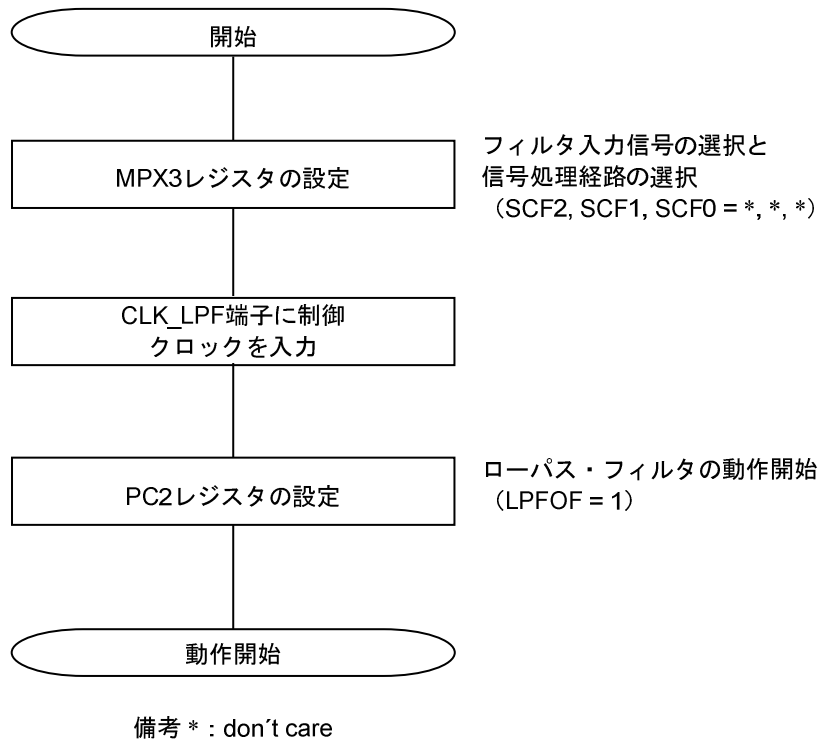 開始
MPX3レジスタの設定
フィルタ入力信号の選択と
信号処理経路の選択
（SCF2, SCF1, SCF0 = *, *, *）
CLK_LPF端子に制御
クロックを入力
PC2レジスタの設定
ローパス・フィルタの動作開始
（LPFOF = 1）
動作開始
備考 * : don´t care